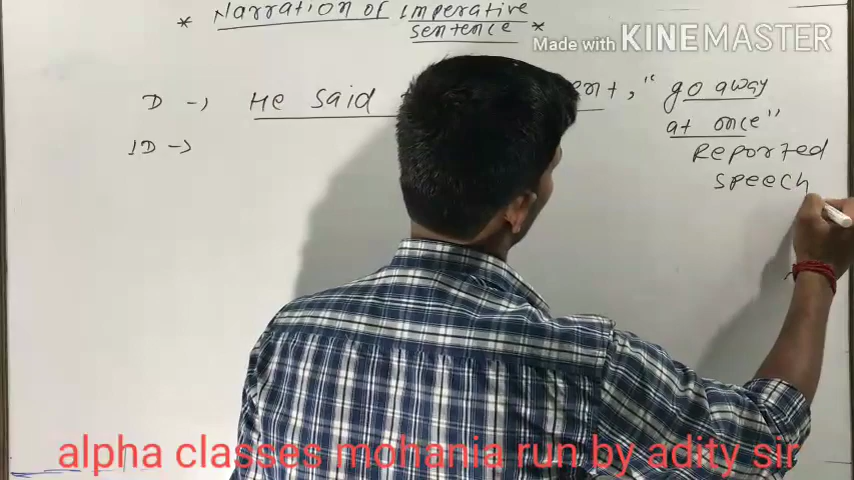 * Narration of imperative
sentence *
Made with KINEMASTER
D -> He said , "go away
at once"
ID ->
Reported
speech
alpha classes mohania run by adity sir